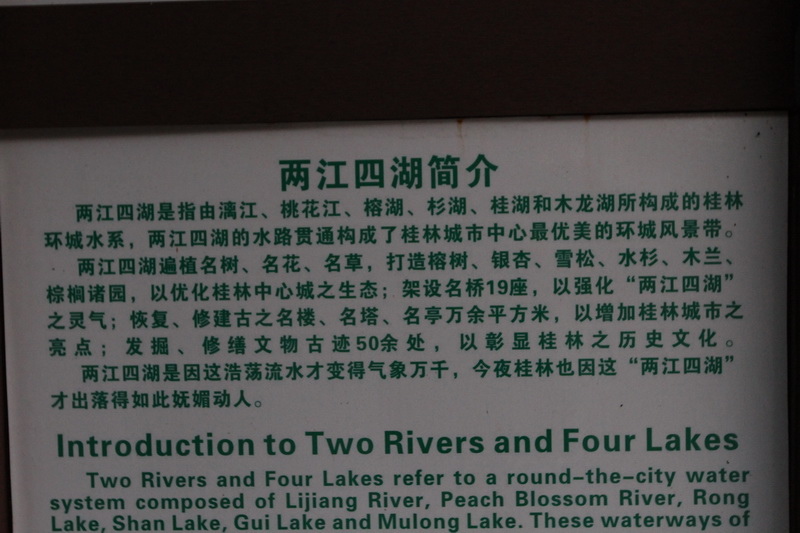 两江四湖简介
两江四湖是指由漓江、桃花江、榕湖、杉湖、桂湖和木龙湖所构成的桂林
环城水系，两江四湖的水路贯通构成了桂林城市中心最优美的环城风景带。
两江四湖遍植名树、名花、名草，打造榕树、银杏、雪松、水杉、木兰、
棕榈诸园，以优化桂林中心城之生态；架设名桥19座，以强化“两江四湖”
之灵气；恢复、修建古之名楼、名塔、名亭万余平方米，以增加桂林城市之
亮点；发掘、修缮文物古迹50余处，以彰显桂林之历史文化。
两江四湖是因这浩荡流水才变得气象万千，今夜桂林也因这“两江四湖”
才出落得如此妩媚动人。
Introduction to Two Rivers and Four Lakes
Two Rivers and Four Lakes refer to a round-the-city water
system composed of Lijiang River, Peach Blossom River, Rong
Lake, Shan Lake, Gui Lake and Mulong Lake. These waterways of